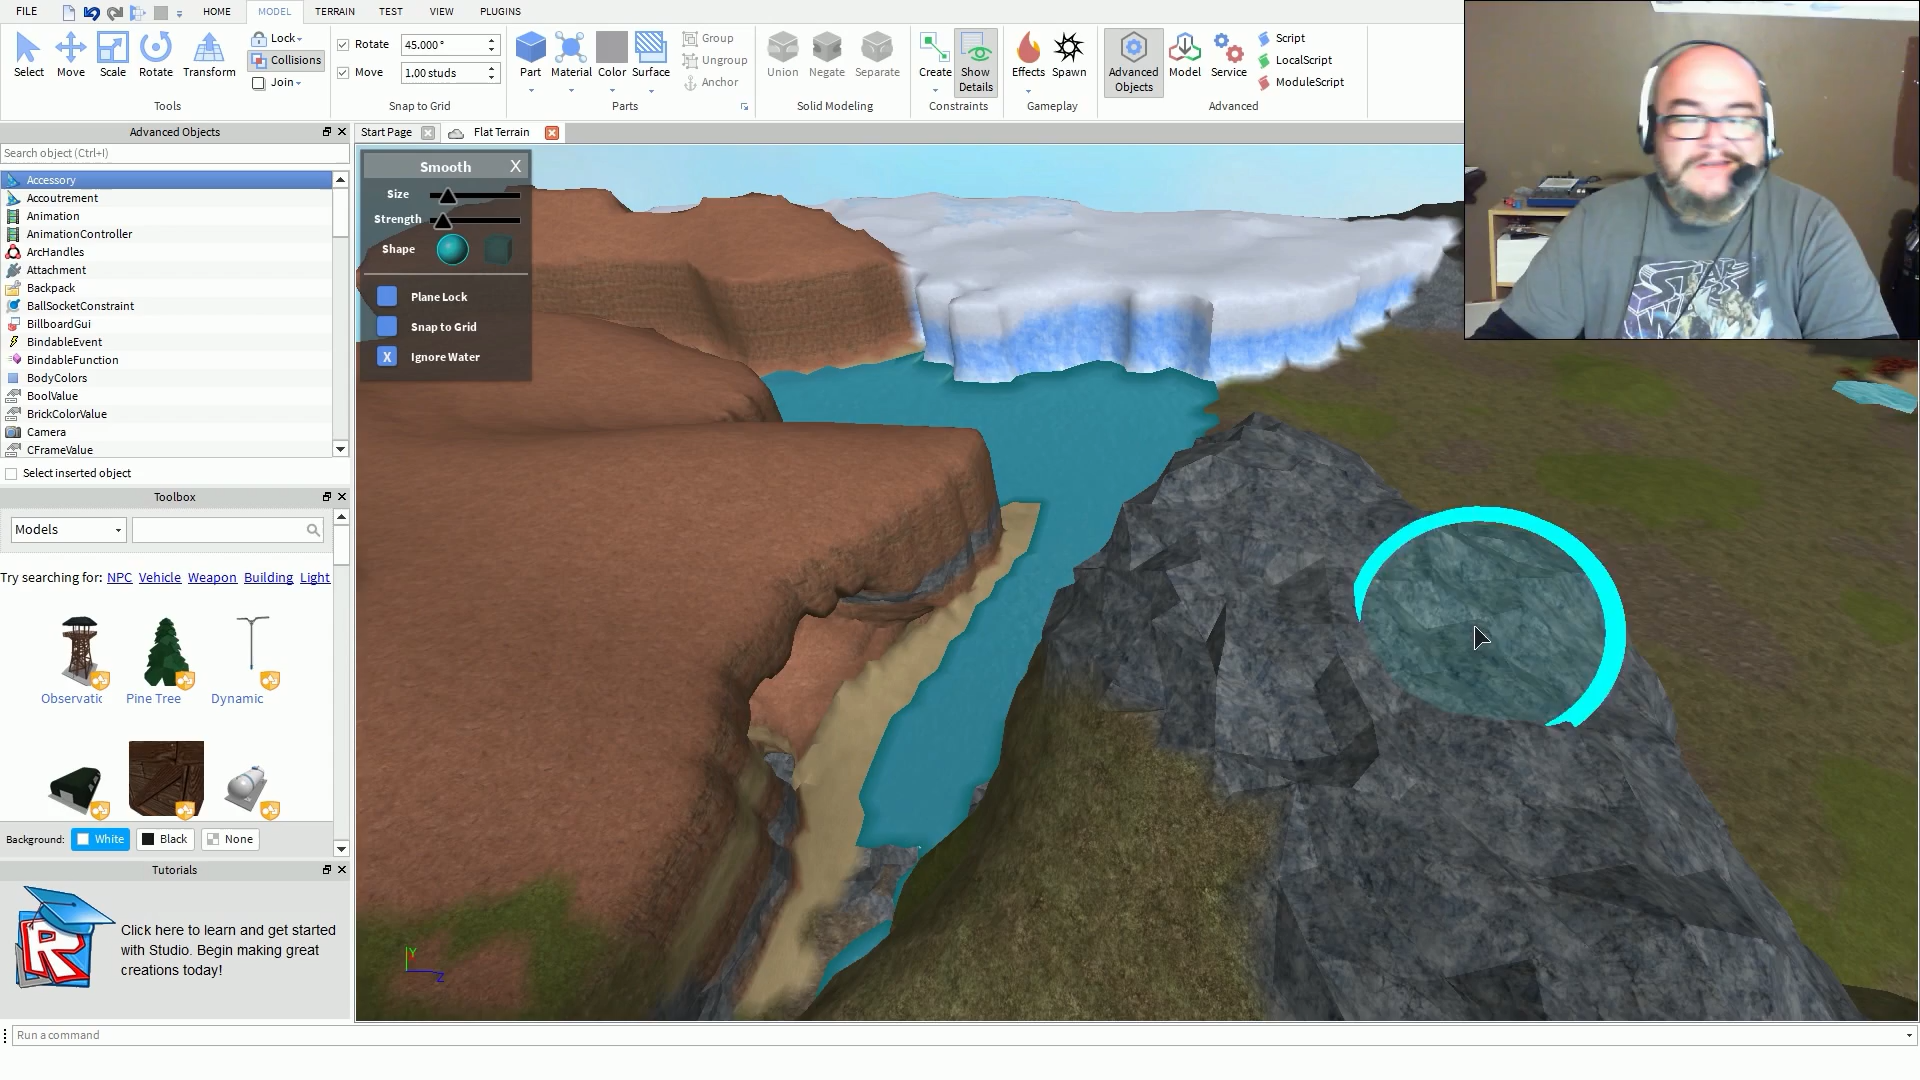 FILE HOME MODEL TERRAIN TEST VIEW PLUGINS
Select Move Scale Rotate Transform
Lock
Collisions
Join
Tools
Rotate 45.000 °
Move 1.00 studs
Snap to Grid
Part Material Color Surface
Group
Ungroup
Anchor
Parts
Union Negate Separate
Solid Modeling
Create Show Details
Constraints
Effects Spawn
Gameplay
Advanced Objects Model Service
Script
LocalScript
ModuleScript
Advanced
Advanced Objects
Search object (Ctrl+I)
Accessory
Accoutrement
Animation
AnimationController
ArcHandles
Attachment
Backpack
BallSocketConstraint
BillboardGui
BindableEvent
BindableFunction
BodyColors
BoolValue
BrickColorValue
Camera
CFrameValue
Select inserted object
Toolbox
Models
Try searching for: NPC Vehicle Weapon Building Light
Observatic Pine Tree Dynamic
Background: White Black None
Tutorials
Click here to learn and get started
with Studio. Begin making great
creations today!
Start Page Flat Terrain
Smooth X
Size
Strength
Shape
Plane Lock
Snap to Grid
X Ignore Water
Y
Z
Run a command